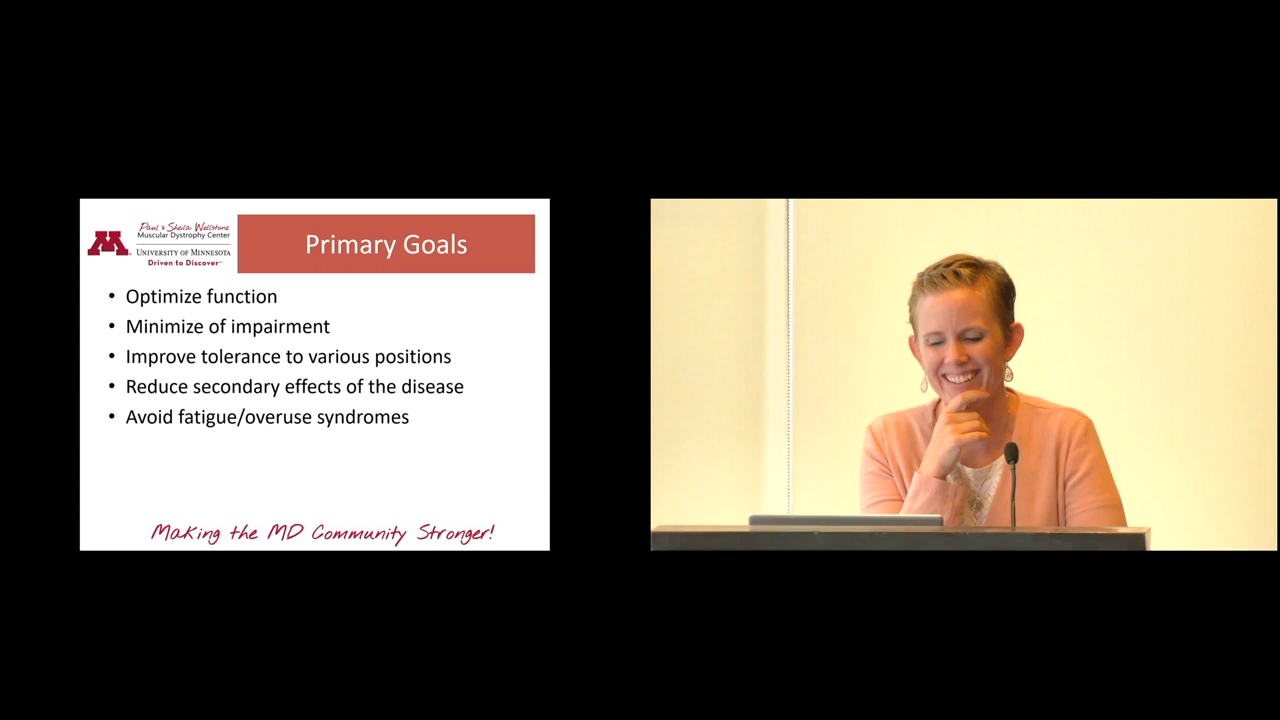 Paul & Sheila Wellstone
Muscular Dystrophy Center
UNIVERSITY OF MINNESOTA
Driven to Discover
Primary Goals
• Optimize function
• Minimize of impairment
• Improve tolerance to various positions
• Reduce secondary effects of the disease
• Avoid fatigue/overuse syndromes
Making the MD Community Stronger!